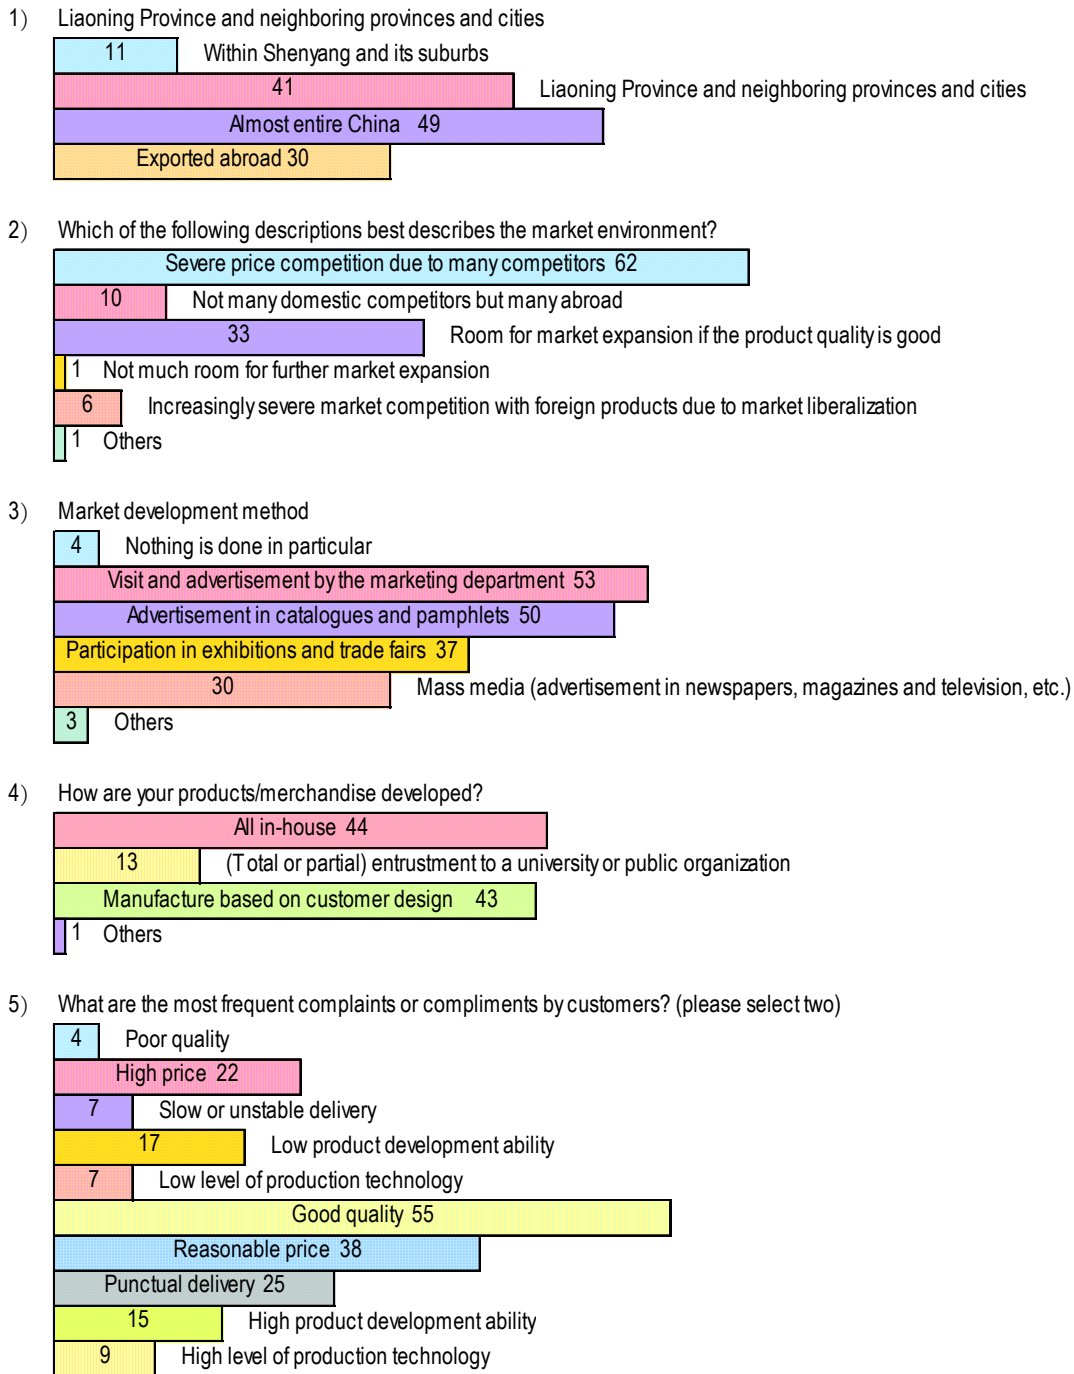 1） Liaoning Province and neighboring provinces and cities
11 Within Shenyang and its suburbs
41 Liaoning Province and neighboring provinces and cities
Almost entire China 49
Exported abroad 30
2） Which of the following descriptions best describes the market environment?
Severe price competition due to many competitors 62
10 Not many domestic competitors but many abroad
33 Room for market expansion if the product quality is good
1 Not much room for further market expansion
6 Increasingly severe market competition with foreign products due to market liberalization
1 Others
3） Market development method
4 Nothing is done in particular
Visit and advertisement by the marketing department 53
Advertisement in catalogues and pamphlets 50
Participation in exhibitions and trade fairs 37
30 Mass media (advertisement in newspapers, magazines and television, etc.)
3 Others
4） How are your products/merchandise developed?
All in-house 44
13 (Total or partial) entrustment to a university or public organization
Manufacture based on customer design 43
1 Others
5） What are the most frequent complaints or compliments by customers? (please select two)
4 Poor quality
High price 22
7 Slow or unstable delivery
17 Low product development ability
7 Low level of production technology
Good quality 55
Reasonable price 38
Punctual delivery 25
15 High product development ability
9 High level of production technology